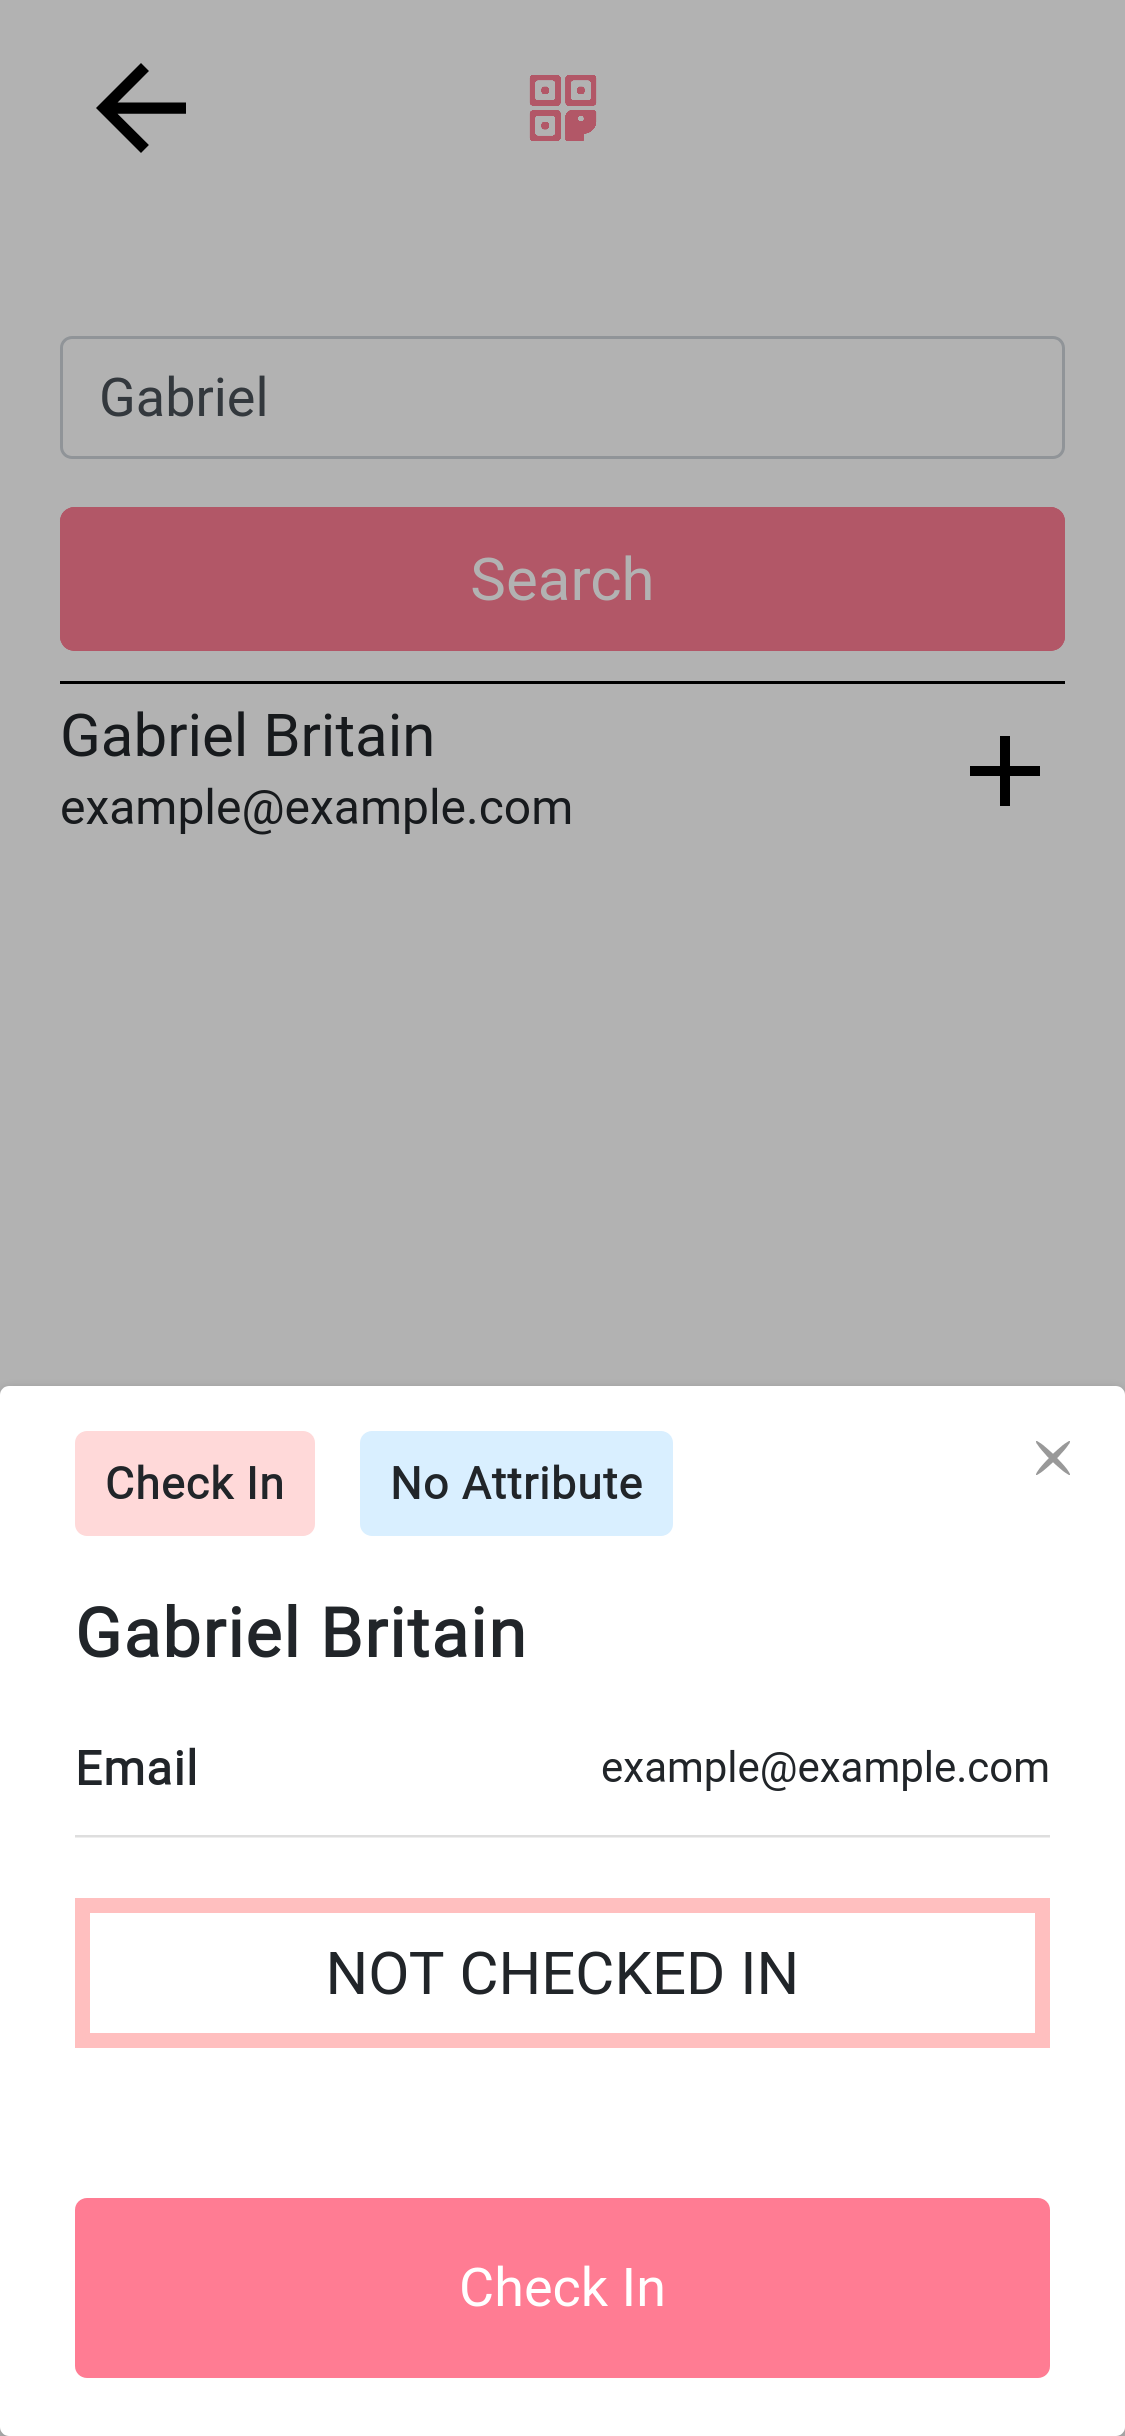 Gabriel
Search
Gabriel Britain
example@example.com
Check In
No Attribute
Gabriel Britain
Email
example@example.com
NOT CHECKED IN
Check In